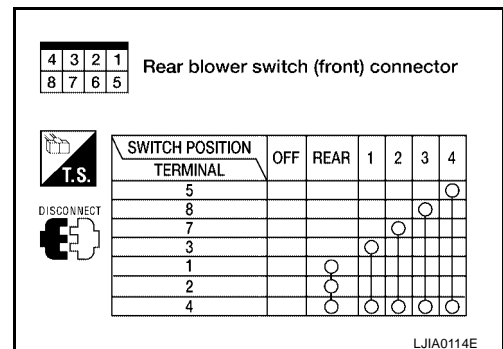 4 3 2 1
8 7 6 5
Rear blower switch (front) connector
T.S.
DISCONNECT
SWITCH POSITION
TERMINAL
OFF REAR 1 2 3 4
5
8
7
3
1
2
4
LJIA0114E